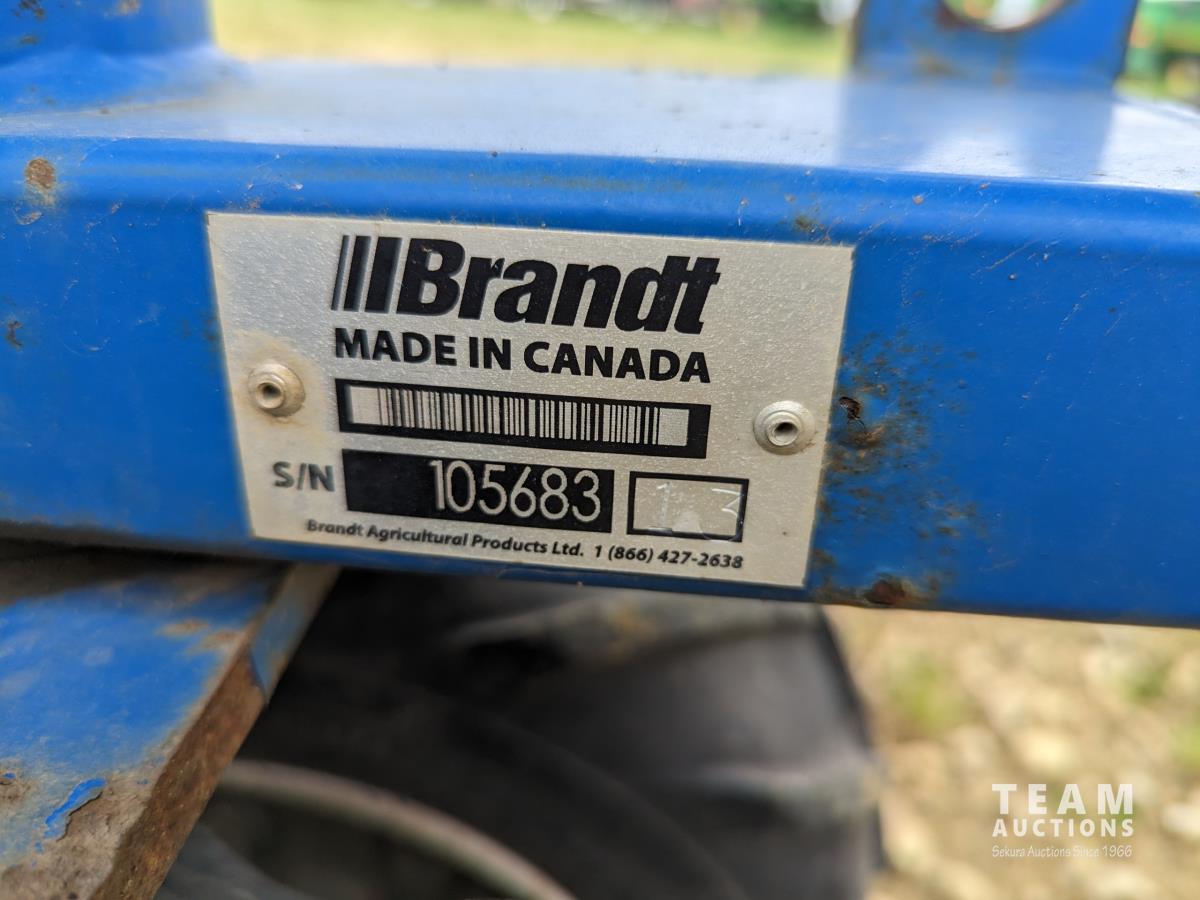 Brandt
MADE IN CANADA
S/N 105683 13
Brandt Agricultural Products Ltd. 1 (866) 427-2638
TEAM
AUCTIONS
Sekura Auctions Since 1966